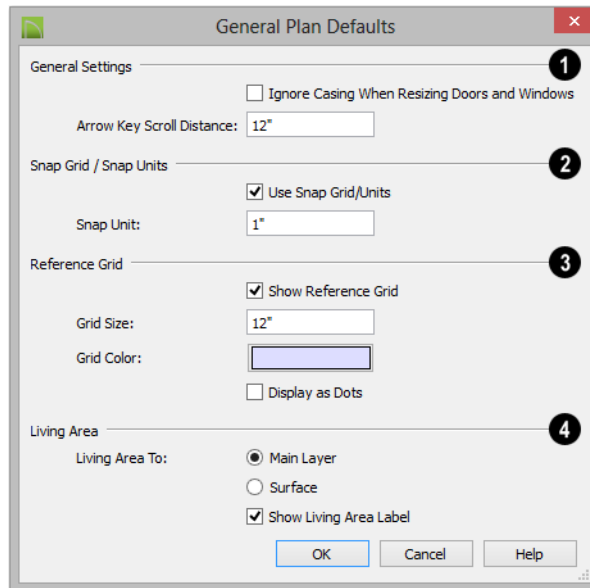 General Plan Defaults
General Settings 1
Ignore Casing When Resizing Doors and Windows
Arrow Key Scroll Distance: 12"
Snap Grid / Snap Units 2
Use Snap Grid/Units
Snap Unit: 1"
Reference Grid 3
Show Reference Grid
Grid Size: 12"
Grid Color:
Display as Dots
Living Area 4
Living Area To: Main Layer
Surface
Show Living Area Label
OK Cancel Help